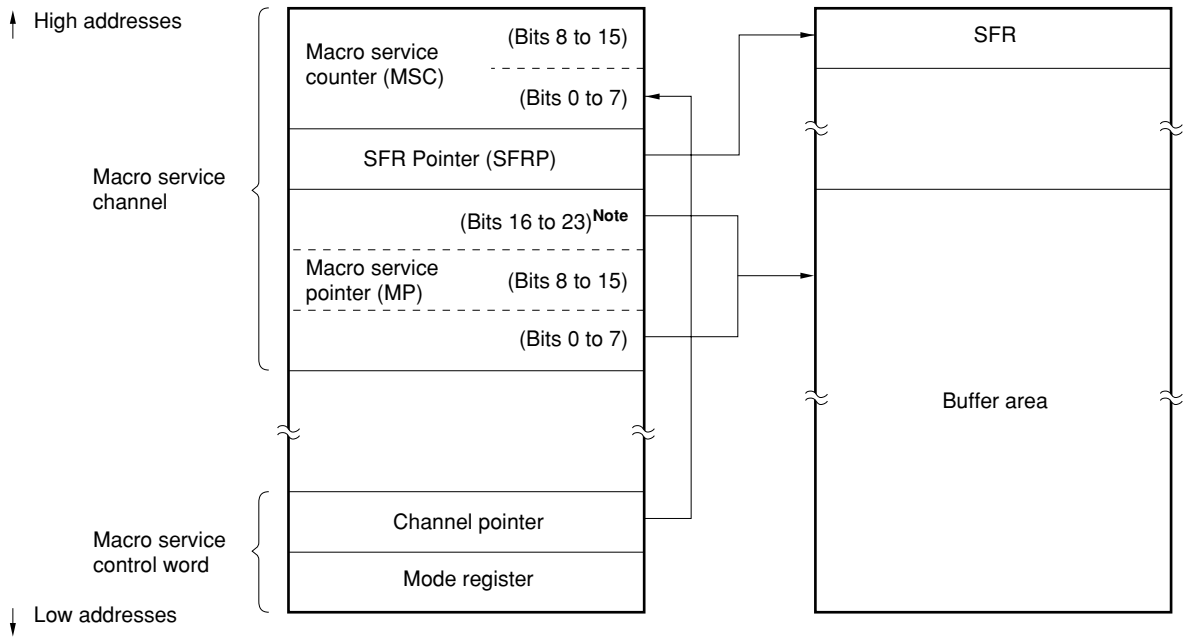 High addresses
Macro service
counter (MSC)
(Bits 8 to 15)
(Bits 0 to 7)
SFR Pointer (SFRP)
Macro service
channel
(Bits 16 to 23)Note
Macro service
pointer (MP)
(Bits 8 to 15)
(Bits 0 to 7)
Macro service
control word
Channel pointer
Mode register
Low addresses
SFR
Buffer area